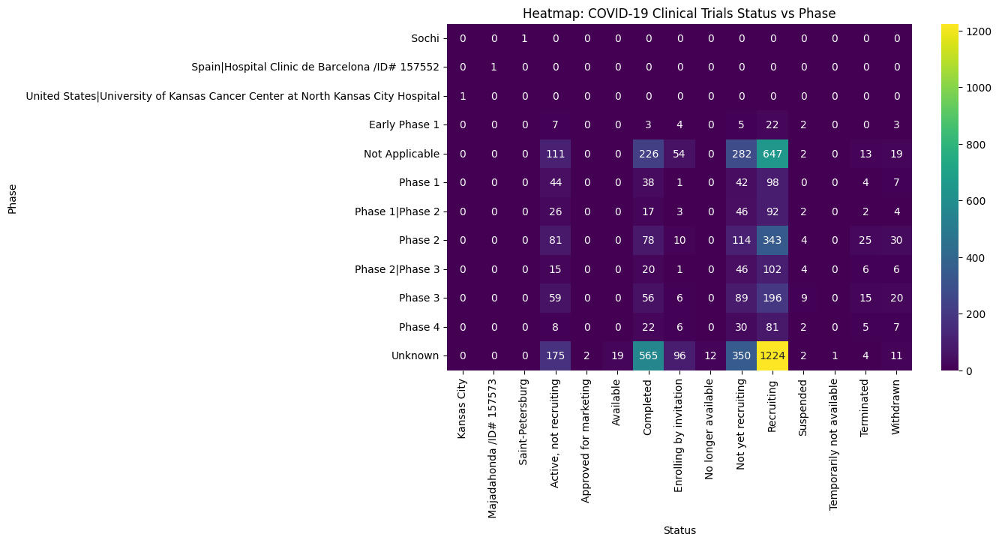 Heatmap: COVID-19 Clinical Trials Status vs Phase
Sochi 0 0 1 0 0 0 0 0 0 0 0 0 0 0 0
Spain|Hospital Clinic de Barcelona /ID# 157552 0 1 0 0 0 0 0 0 0 0 0 0 0 0 0
United States|University of Kansas Cancer Center at North Kansas City Hospital 1 0 0 0 0 0 0 0 0 0 0 0 0 0 0
Early Phase 1 0 0 0 7 0 0 3 4 0 5 22 2 0 0 3
Not Applicable 0 0 0 111 0 0 226 54 0 282 647 2 0 13 19
Phase 1 0 0 0 44 0 0 38 1 0 42 98 0 0 4 7
Phase 1|Phase 2 0 0 0 26 0 0 17 3 0 46 92 2 0 2 4
Phase 2 0 0 0 81 0 0 78 10 0 114 343 4 0 25 30
Phase 2|Phase 3 0 0 0 15 0 0 20 1 0 46 102 4 0 6 6
Phase 3 0 0 0 59 0 0 56 6 0 89 196 9 0 15 20
Phase 4 0 0 0 8 0 0 22 6 0 30 81 2 0 5 7
Unknown 0 0 0 175 2 19 565 96 12 350 1224 2 1 4 11
Phase
Kansas City
Majadahonda /ID# 157573
Saint-Petersburg
Active, not recruiting
Approved for marketing
Available
Completed
Enrolling by invitation
No longer available
Not yet recruiting
Recruiting
Suspended
Temporarily not available
Terminated
Withdrawn
Status
1200
1000
800
600
400
200
0